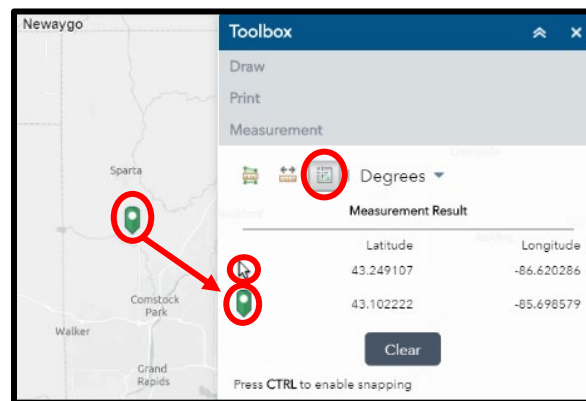 Newaygo
Toolbox
Draw
Print
Measurement
Sparta
Degrees
Measurement Result
Latitude Longitude
43.249107 -86.620286
Comstock
Park
43.102222 -85.698579
Walker
Clear
Grand
Rapids
Press CTRL to enable snapping